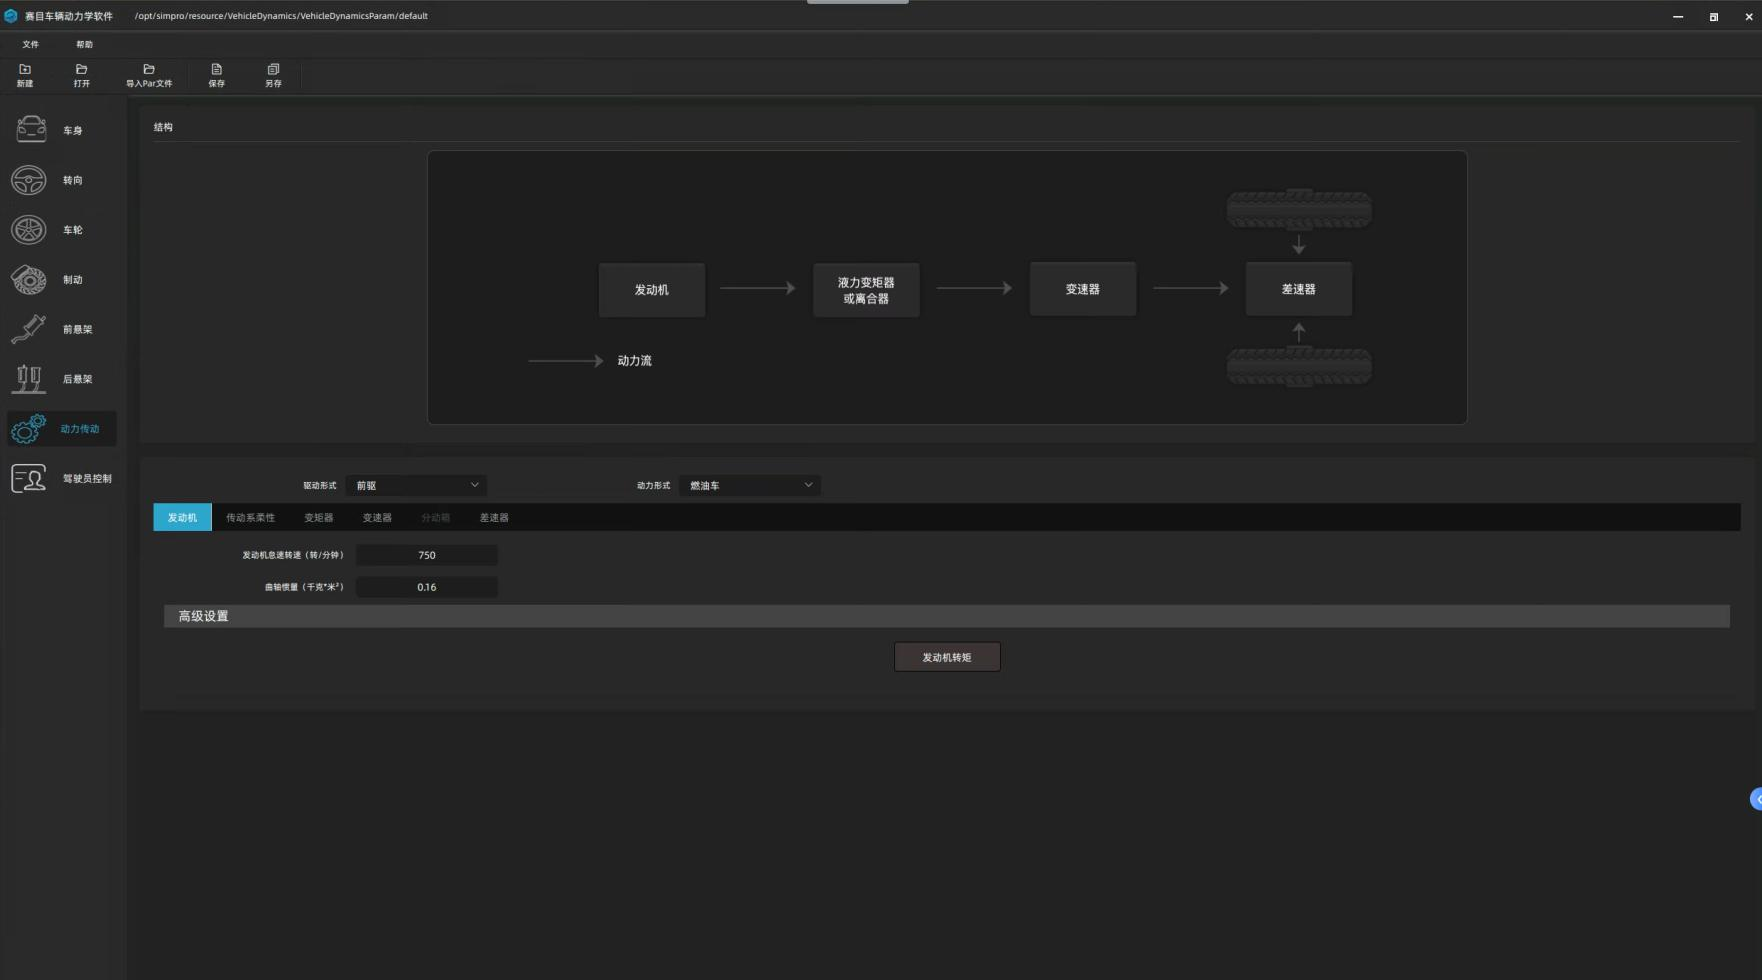 赛目车辆动力学软件 /opt/simpro/resource/VehicleDynamics/VehicleDynamicsParam/default
文件 帮助
新建 打开 导入Par文件 保存 另存
车身
转向
车轮
制动
前悬架
后悬架
动力传动
驾驶员控制
结构
发动机
液力变矩器
或离合器
变速器
差速器
动力流
驱动形式 前驱 动力形式 燃油车
发动机 传动系柔性 变矩器 变速器 分动箱 差速器
发动机怠速转速（转/分钟） 750
曲轴惯量（千克*米²） 0.16
高级设置
发动机转矩